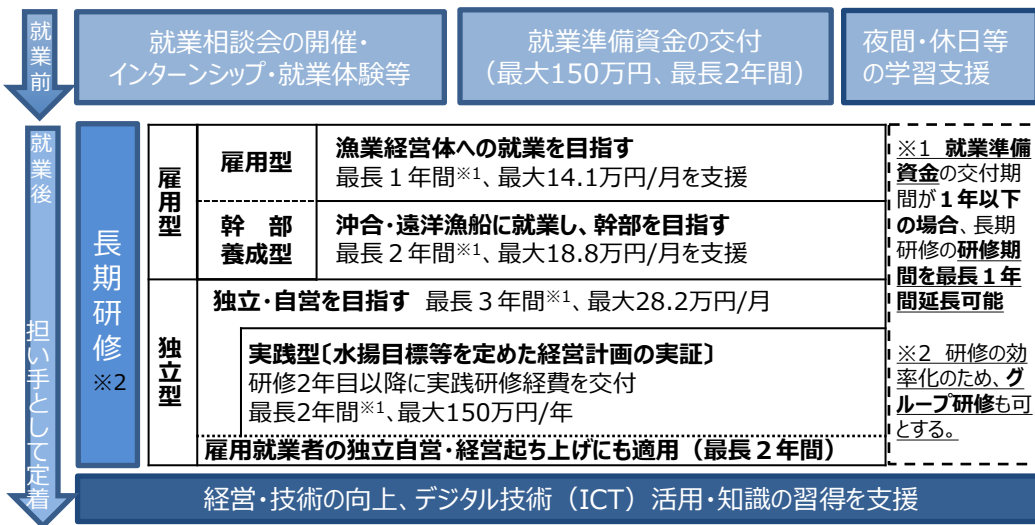 就業前
就業相談会の開催・
インターンシップ・就業体験等
就業準備資金の交付
（最大150万円、最長2年間）
夜間・休日等
の学習支援
就業後
担い手として定着
長期研修
※2
雇用型
雇用型
漁業経営体への就業を目指す
最長１年間※1、最大14.1万円/月を支援
幹　部
養成型
沖合・遠洋漁船に就業し、幹部を目指す
最長２年間※1、最大18.8万円/月を支援
独立型
独立・自営を目指す 最長３年間※1、最大28.2万円/月
実践型〔水揚目標等を定めた経営計画の実証〕
研修2年目以降に実践研修経費を交付
最長2年間※1、最大150万円/年
雇用就業者の独立自営・経営起ち上げにも適用（最長２年間）
※1 就業準備
資金の交付期
間が１年以下
の場合、長期
研修の研修期
間を最長１年
間延長可能
※2 研修の効
率化のため、グ
ループ研修も可
とする。
経営・技術の向上、デジタル技術（ICT）活用・知識の習得を支援